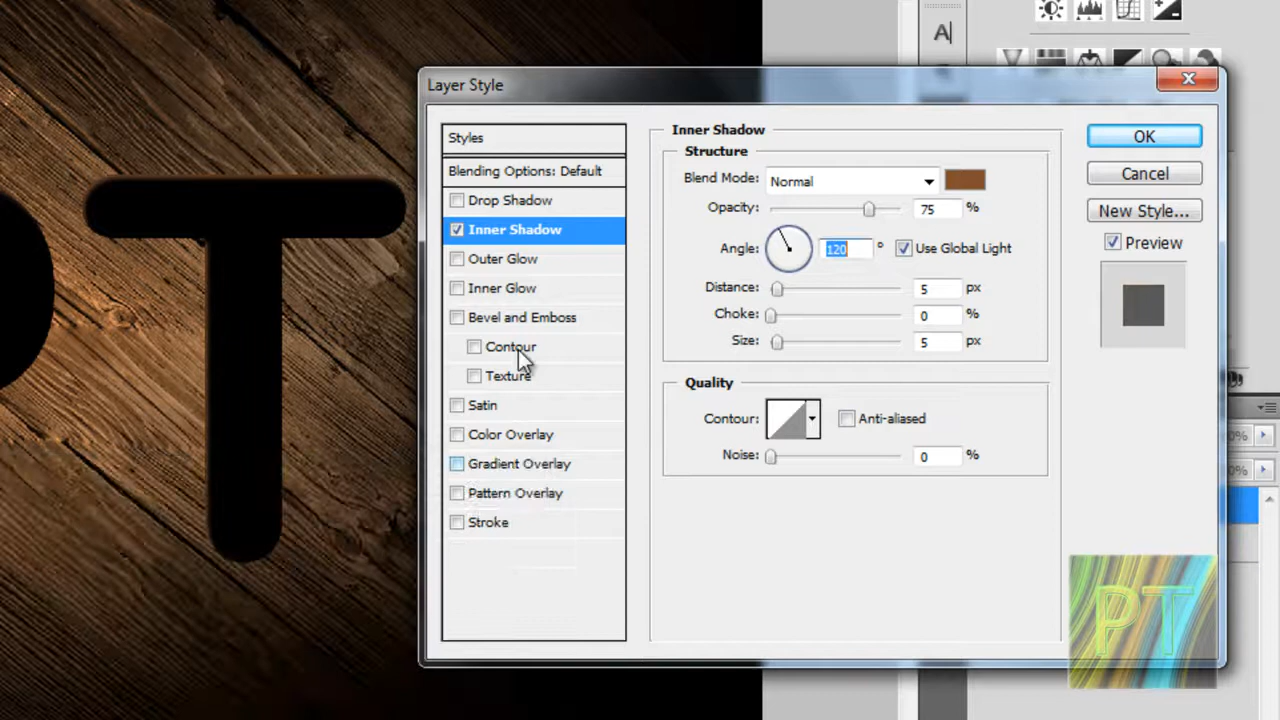 PT
A
Layer Style
Styles
Blending Options: Default
Drop Shadow
Inner Shadow
Outer Glow
Inner Glow
Bevel and Emboss
Contour
Texture
Satin
Color Overlay
Gradient Overlay
Pattern Overlay
Stroke
Inner Shadow
Structure
Blend Mode: Normal
Opacity: 75 %
Angle: 120 ° Use Global Light
Distance: 5 px
Choke: 0 %
Size: 5 px
Quality
Contour: Anti-aliased
Noise: 0 %
OK
Cancel
New Style...
Preview
0%
0%
PT